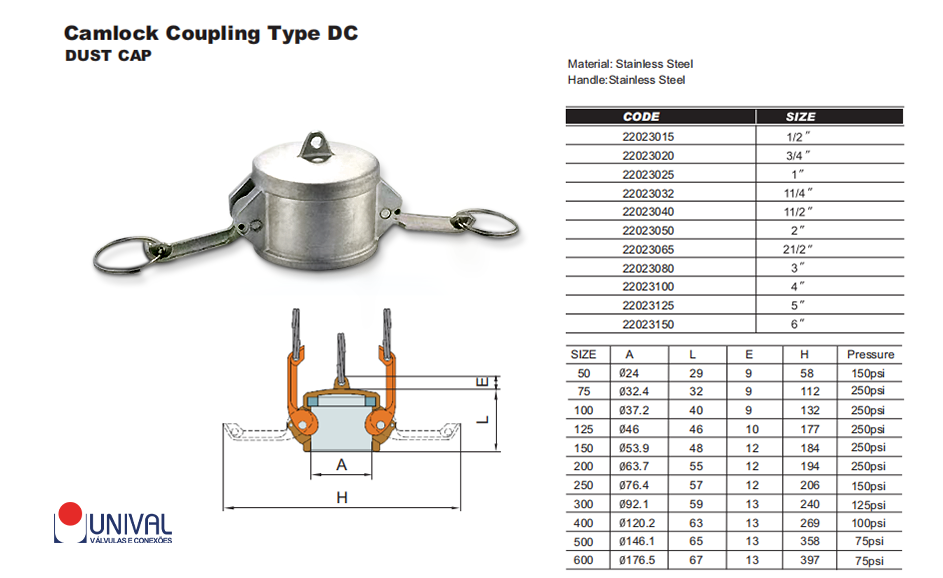 Camlock Coupling Type DC
DUST CAP
Material: Stainless Steel
Handle:Stainless Steel
CODE SIZE
22023015 1/2″
22023020 3/4″
22023025 1″
22023032 11/4″
22023040 11/2″
22023050 2″
22023065 21/2″
22023080 3″
22023100 4″
22023125 5″
22023150 6″
SIZE A L E H Pressure
50 Ø24 29 9 58 150psi
75 Ø32.4 32 9 112 250psi
100 Ø37.2 40 9 132 250psi
125 Ø46 46 10 177 250psi
150 Ø53.9 48 12 184 250psi
200 Ø63.7 55 12 194 250psi
250 Ø76.4 57 12 206 150psi
300 Ø92.1 59 13 240 125psi
400 Ø120.2 63 13 269 100psi
500 Ø146.1 65 13 358 75psi
600 Ø176.5 67 13 397 75psi
E
L
A
H
UNIVAL
VÁLVULAS E CONEXÕES